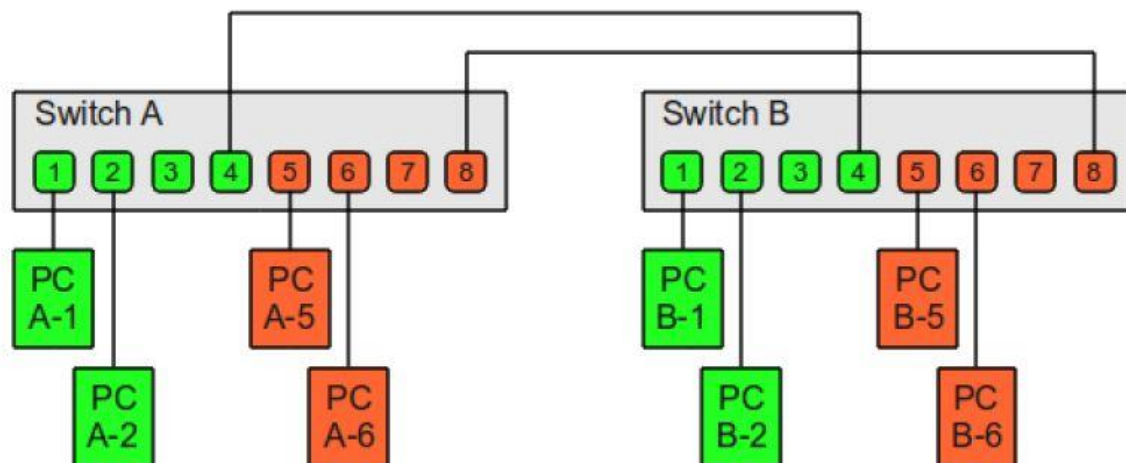 Switch A
1 2 3 4 5 6 7 8
Switch B
1 2 3 4 5 6 7 8
PC
A-1
PC
A-2
PC
A-5
PC
A-6
PC
B-1
PC
B-2
PC
B-5
PC
B-6